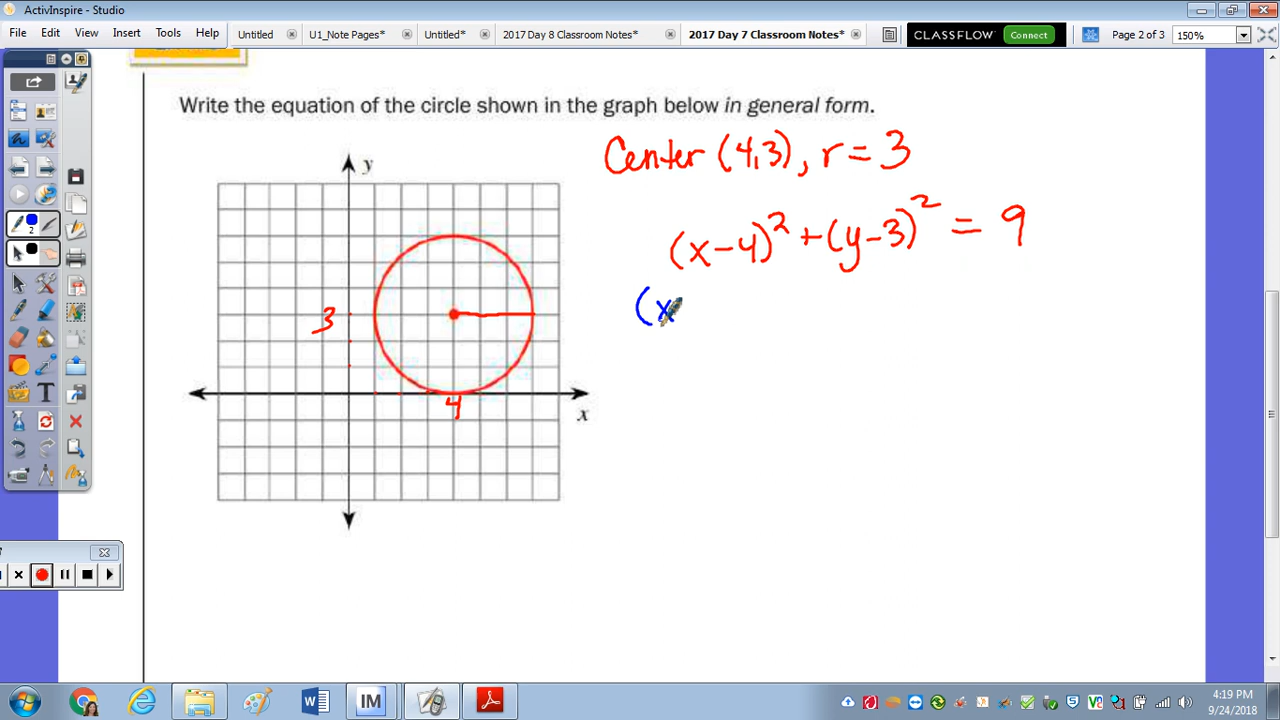 ActivInspire - Studio
File Edit View Insert Tools Help Untitled U1_Note Pages* Untitled* 2017 Day 8 Classroom Notes* 2017 Day 7 Classroom Notes* CLASSFLOW Connect Page 2 of 3 150%
Write the equation of the circle shown in the graph below in general form.
Center (4,3), r = 3
(x-4)² + (y-3)² = 9
(x
y
3
4
x
2
T
IM
W
4:19 PM
9/24/2018